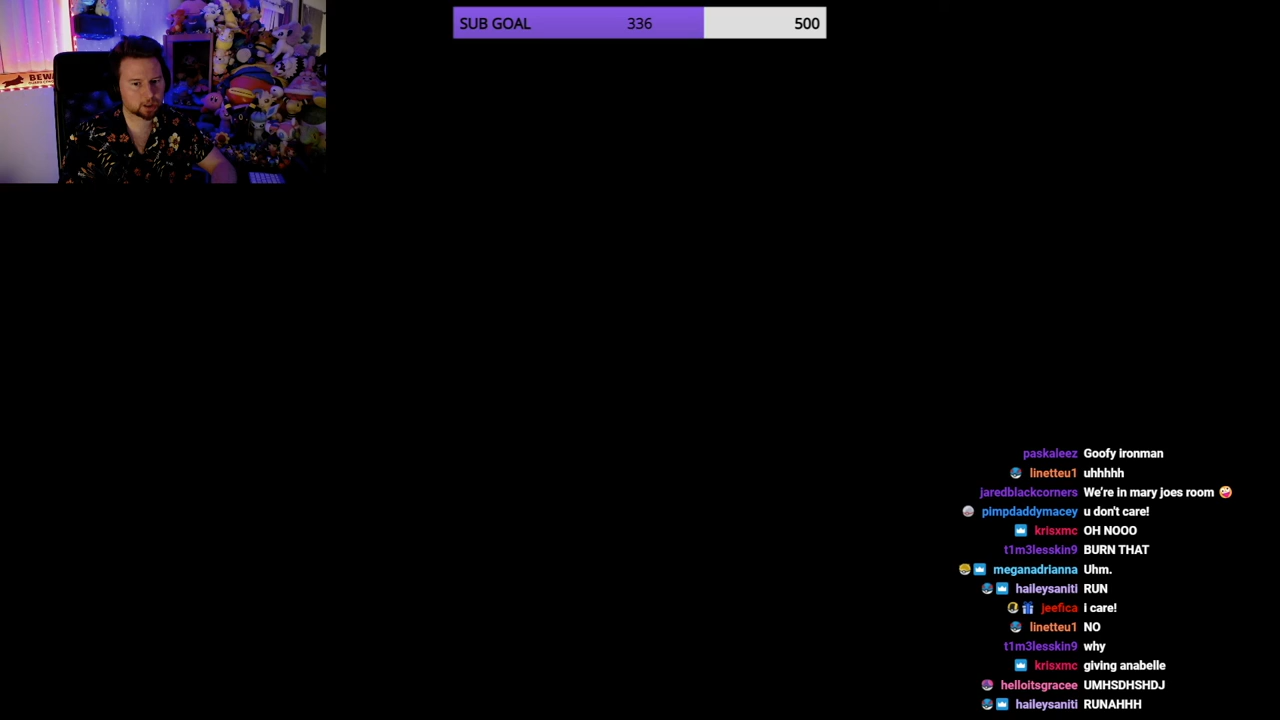 SUB GOAL 336 500
BEWA
paskaleez Goofy ironman
linetteu1 uhhhhh
jaredblackcorners We're in mary joes room 🤪
pimpdaddymacey u don't care!
krisxmc OH NOOO
t1m3lesskin9 BURN THAT
meganadrianna Uhm.
haileysaniti RUN
jeefica i care!
linetteu1 NO
t1m3lesskin9 why
krisxmc giving anabelle
helloitsgracee UMHSDHSHDJ
haileysaniti RUNAHHH